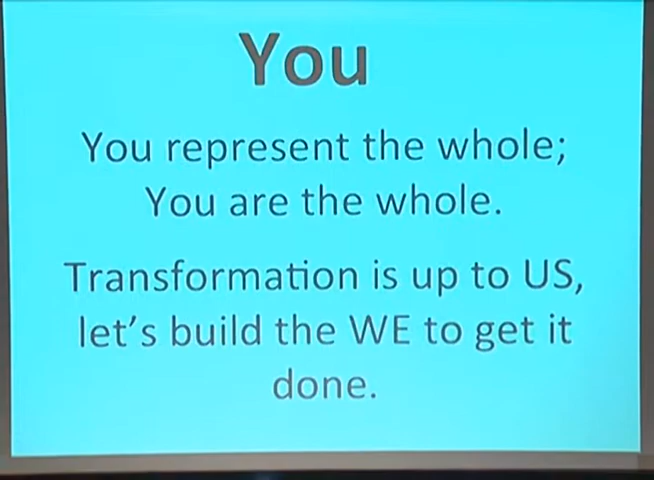 You
You represent the whole;
You are the whole.
Transformation is up to US,
let's build the WE to get it
done.